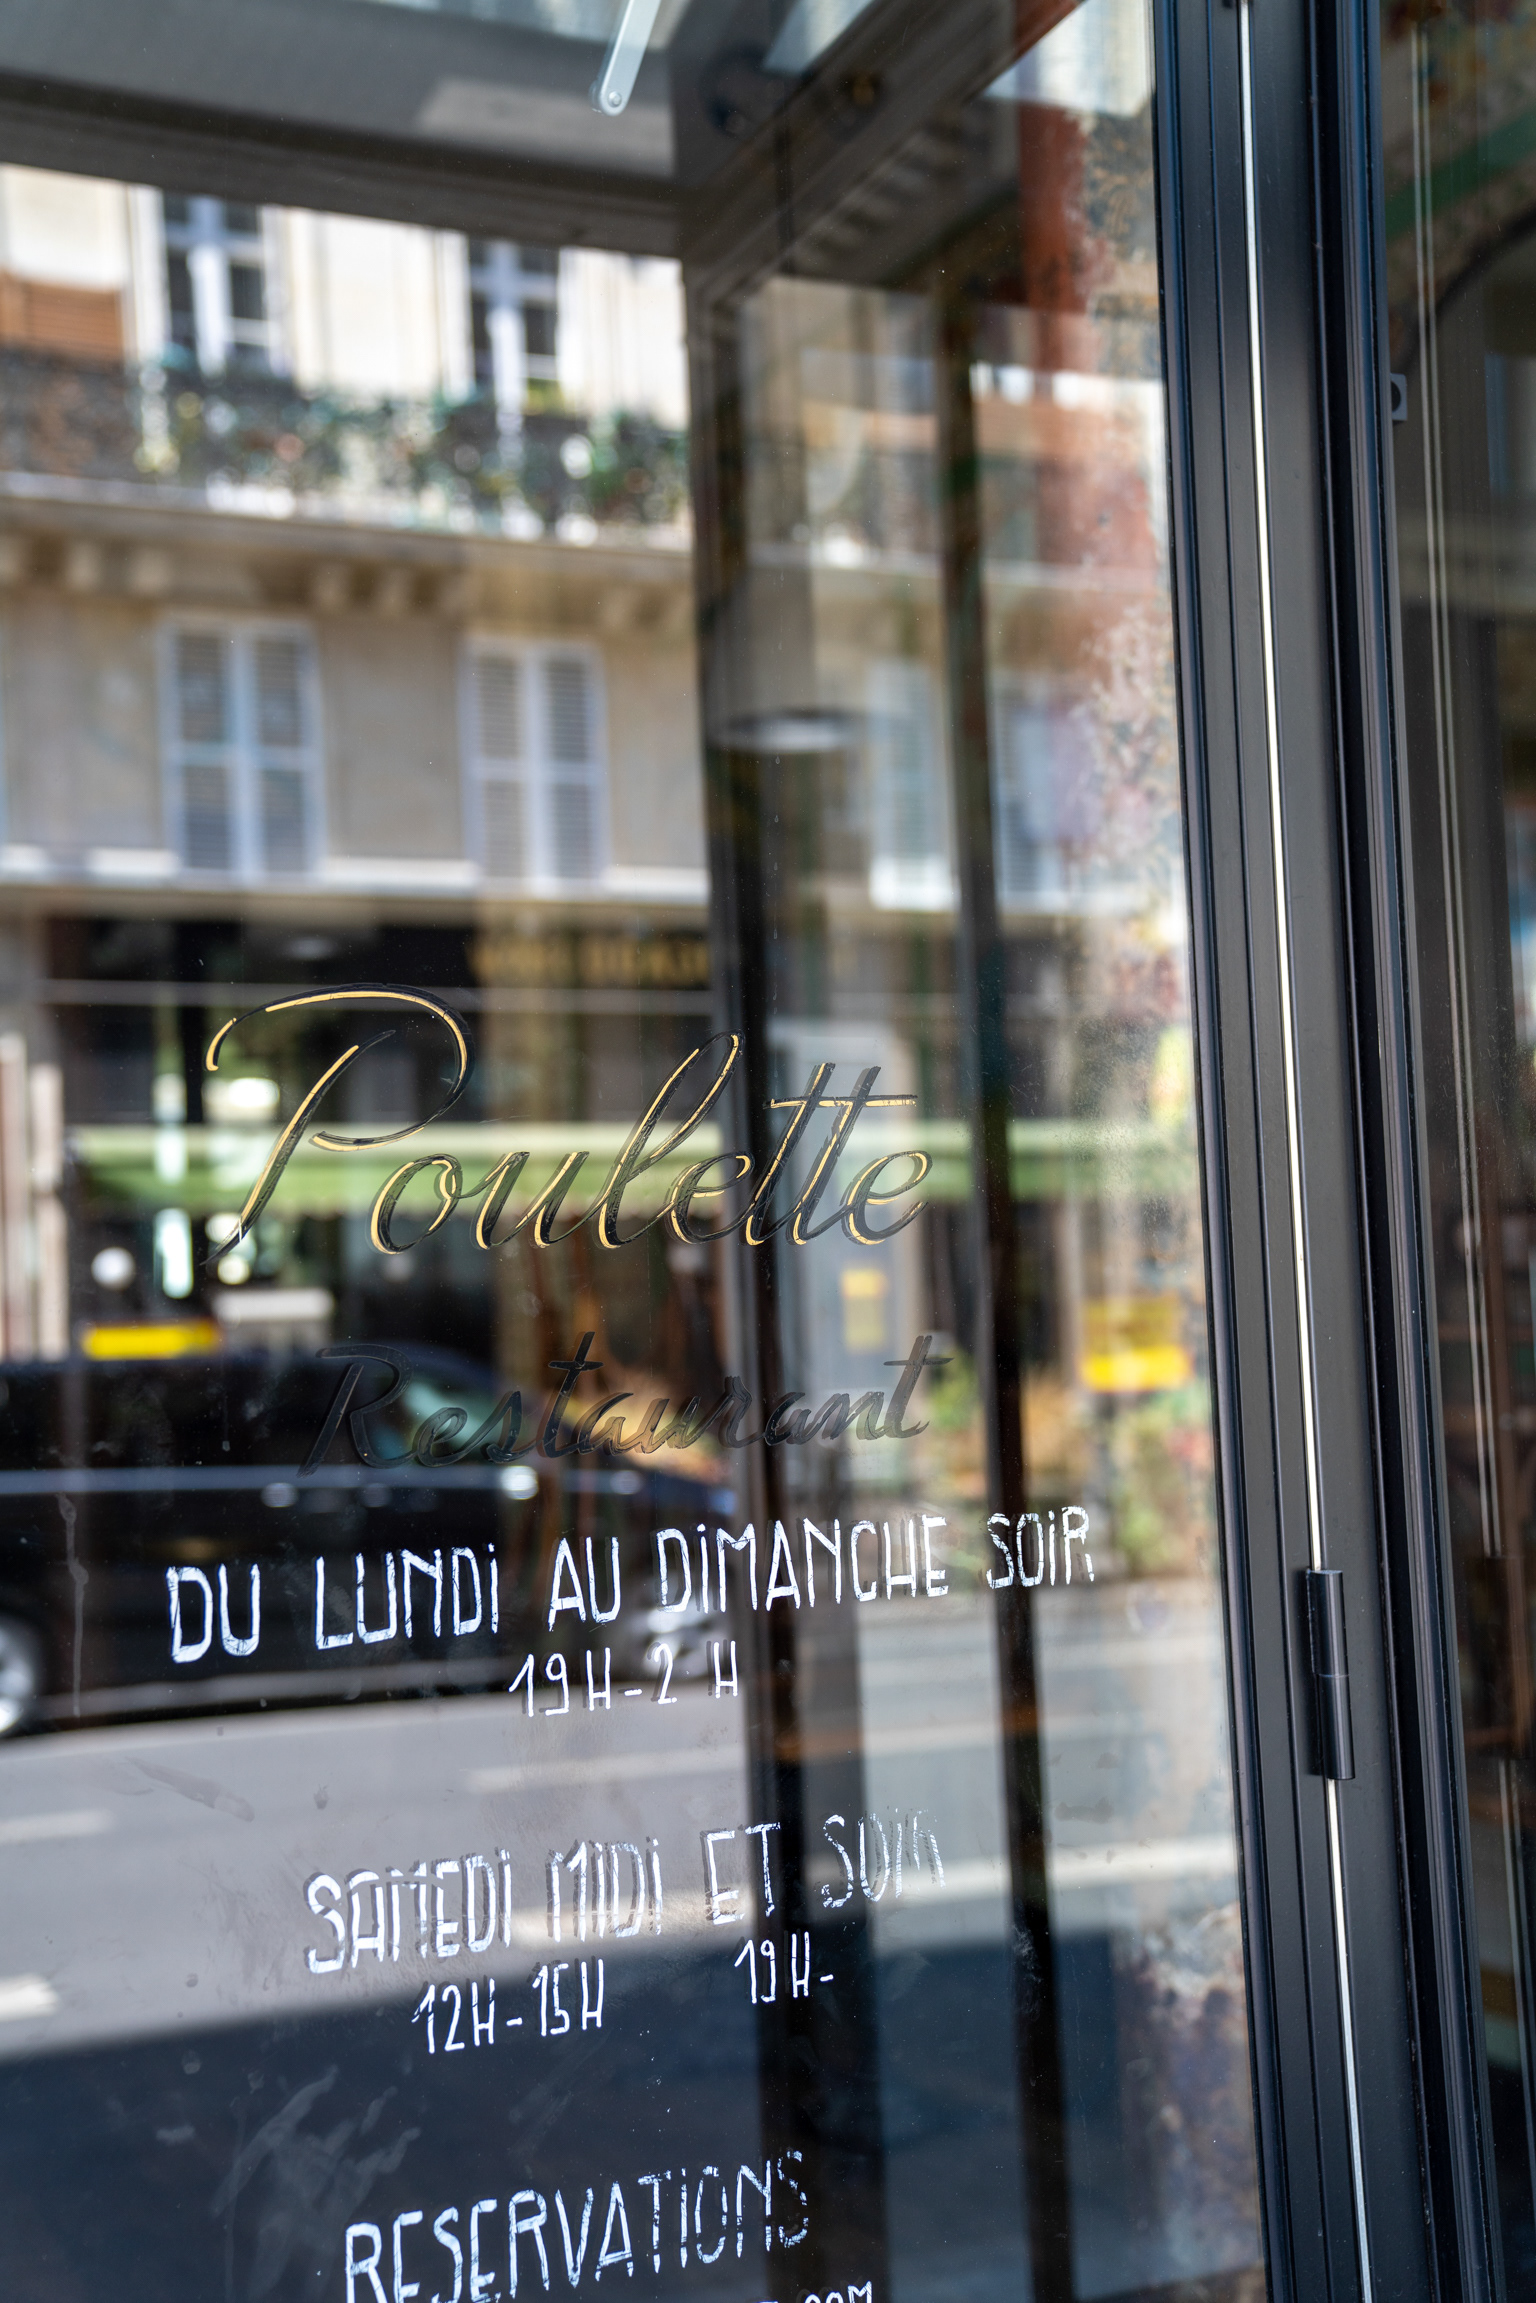 Poulette
Restaurant
DU LUNDi AU DiMANCHE SOiR
19H-2 H
SAMEDi MiDi ET SOiR
12H-15H 19H-
RESERVATiONS